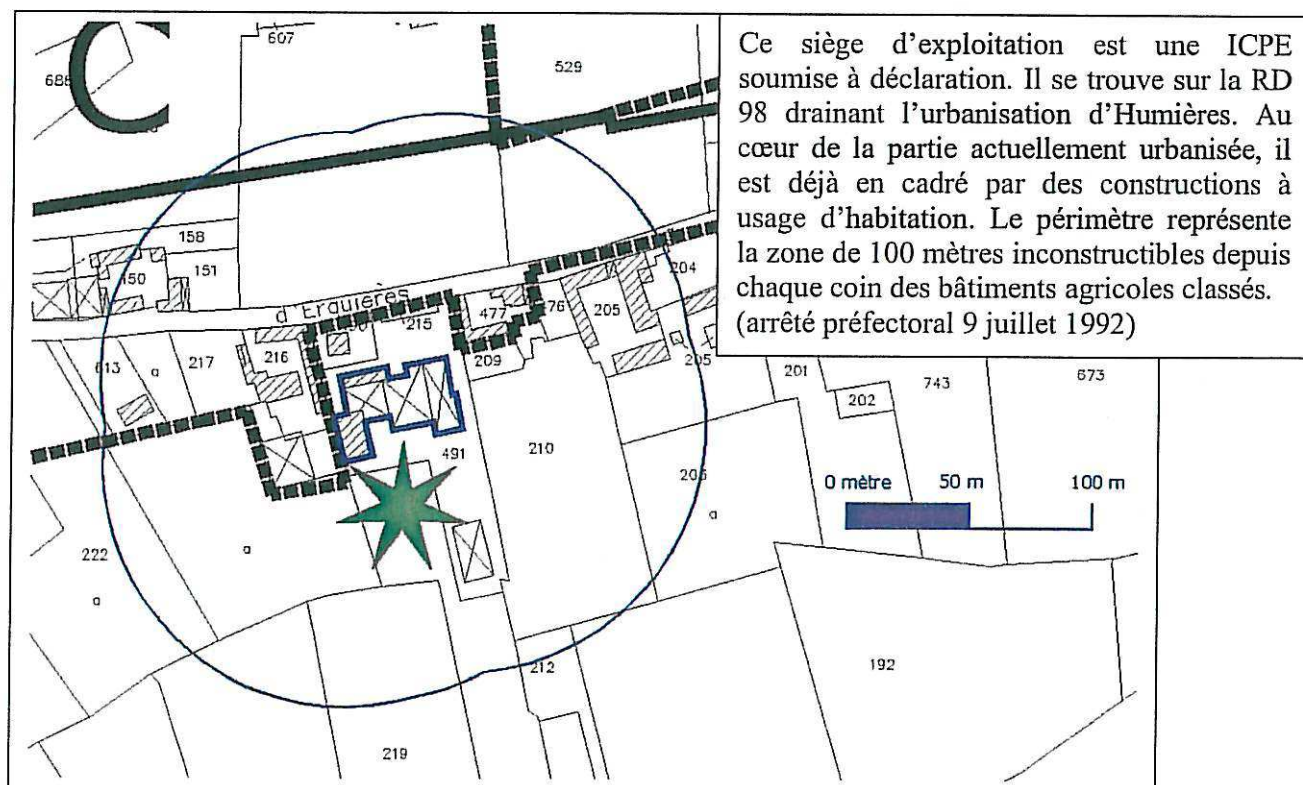 C
607
688
529
Ce siège d’exploitation est une ICPE
soumise à déclaration. Il se trouve sur la RD
98 drainant l’urbanisation d’Humières. Au
cœur de la partie actuellement urbanisée, il
est déjà en cadré par des constructions à
usage d’habitation. Le périmètre représente
la zone de 100 mètres inconstructibles depuis
chaque coin des bâtiments agricoles classés.
(arrêté préfectoral 9 juillet 1992)
158
150
151
204
d'Erquières
477
76
205
215
216
217
613
a
209
205
201
202
743
673
491
210
206
a
0 mètre 50 m 100 m
222
a
a
212
192
219